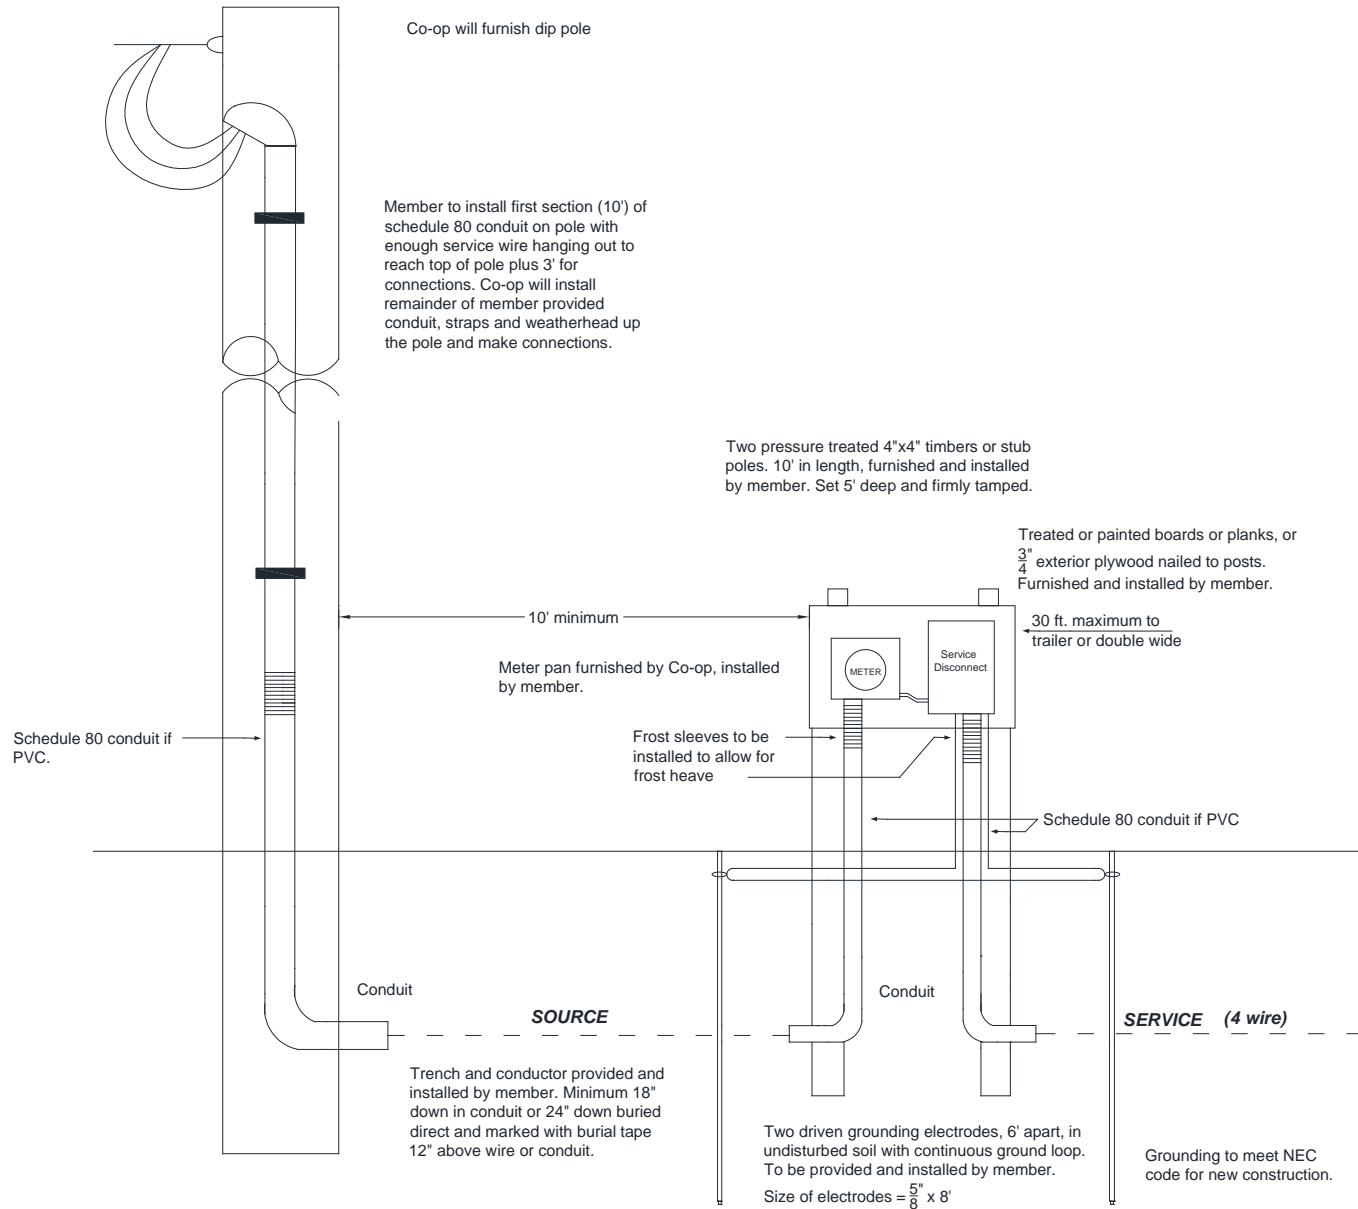 Co-op will furnish dip pole
Member to install first section (10') of
schedule 80 conduit on pole with
enough service wire hanging out to
reach top of pole plus 3' for
connections. Co-op will install
remainder of member provided
conduit, straps and weatherhead up
the pole and make connections.
Two pressure treated 4"x4" timbers or stub
poles. 10' in length, furnished and installed
by member. Set 5' deep and firmly tamped.
Treated or painted boards or planks, or
3/4" exterior plywood nailed to posts.
Furnished and installed by member.
10' minimum
30 ft. maximum to
trailer or double wide
Meter pan furnished by Co-op, installed
by member.
METER
Service
Disconnect
Schedule 80 conduit if
PVC.
Frost sleeves to be
installed to allow for
frost heave
Schedule 80 conduit if PVC
Conduit
SOURCE
Conduit
SERVICE (4 wire)
Trench and conductor provided and
installed by member. Minimum 18"
down in conduit or 24" down buried
direct and marked with burial tape
12" above wire or conduit.
Two driven grounding electrodes, 6' apart, in
undisturbed soil with continuous ground loop.
To be provided and installed by member.
Size of electrodes = 5/8" x 8'
Grounding to meet NEC
code for new construction.